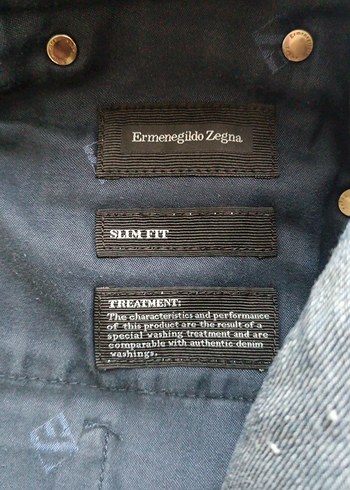 Ermenegildo Zegna
SLIM FIT
TREATMENT:
The characteristics and performance
of this product are the result of a
special washing treatment and are
comparable with authentic denim
washings.